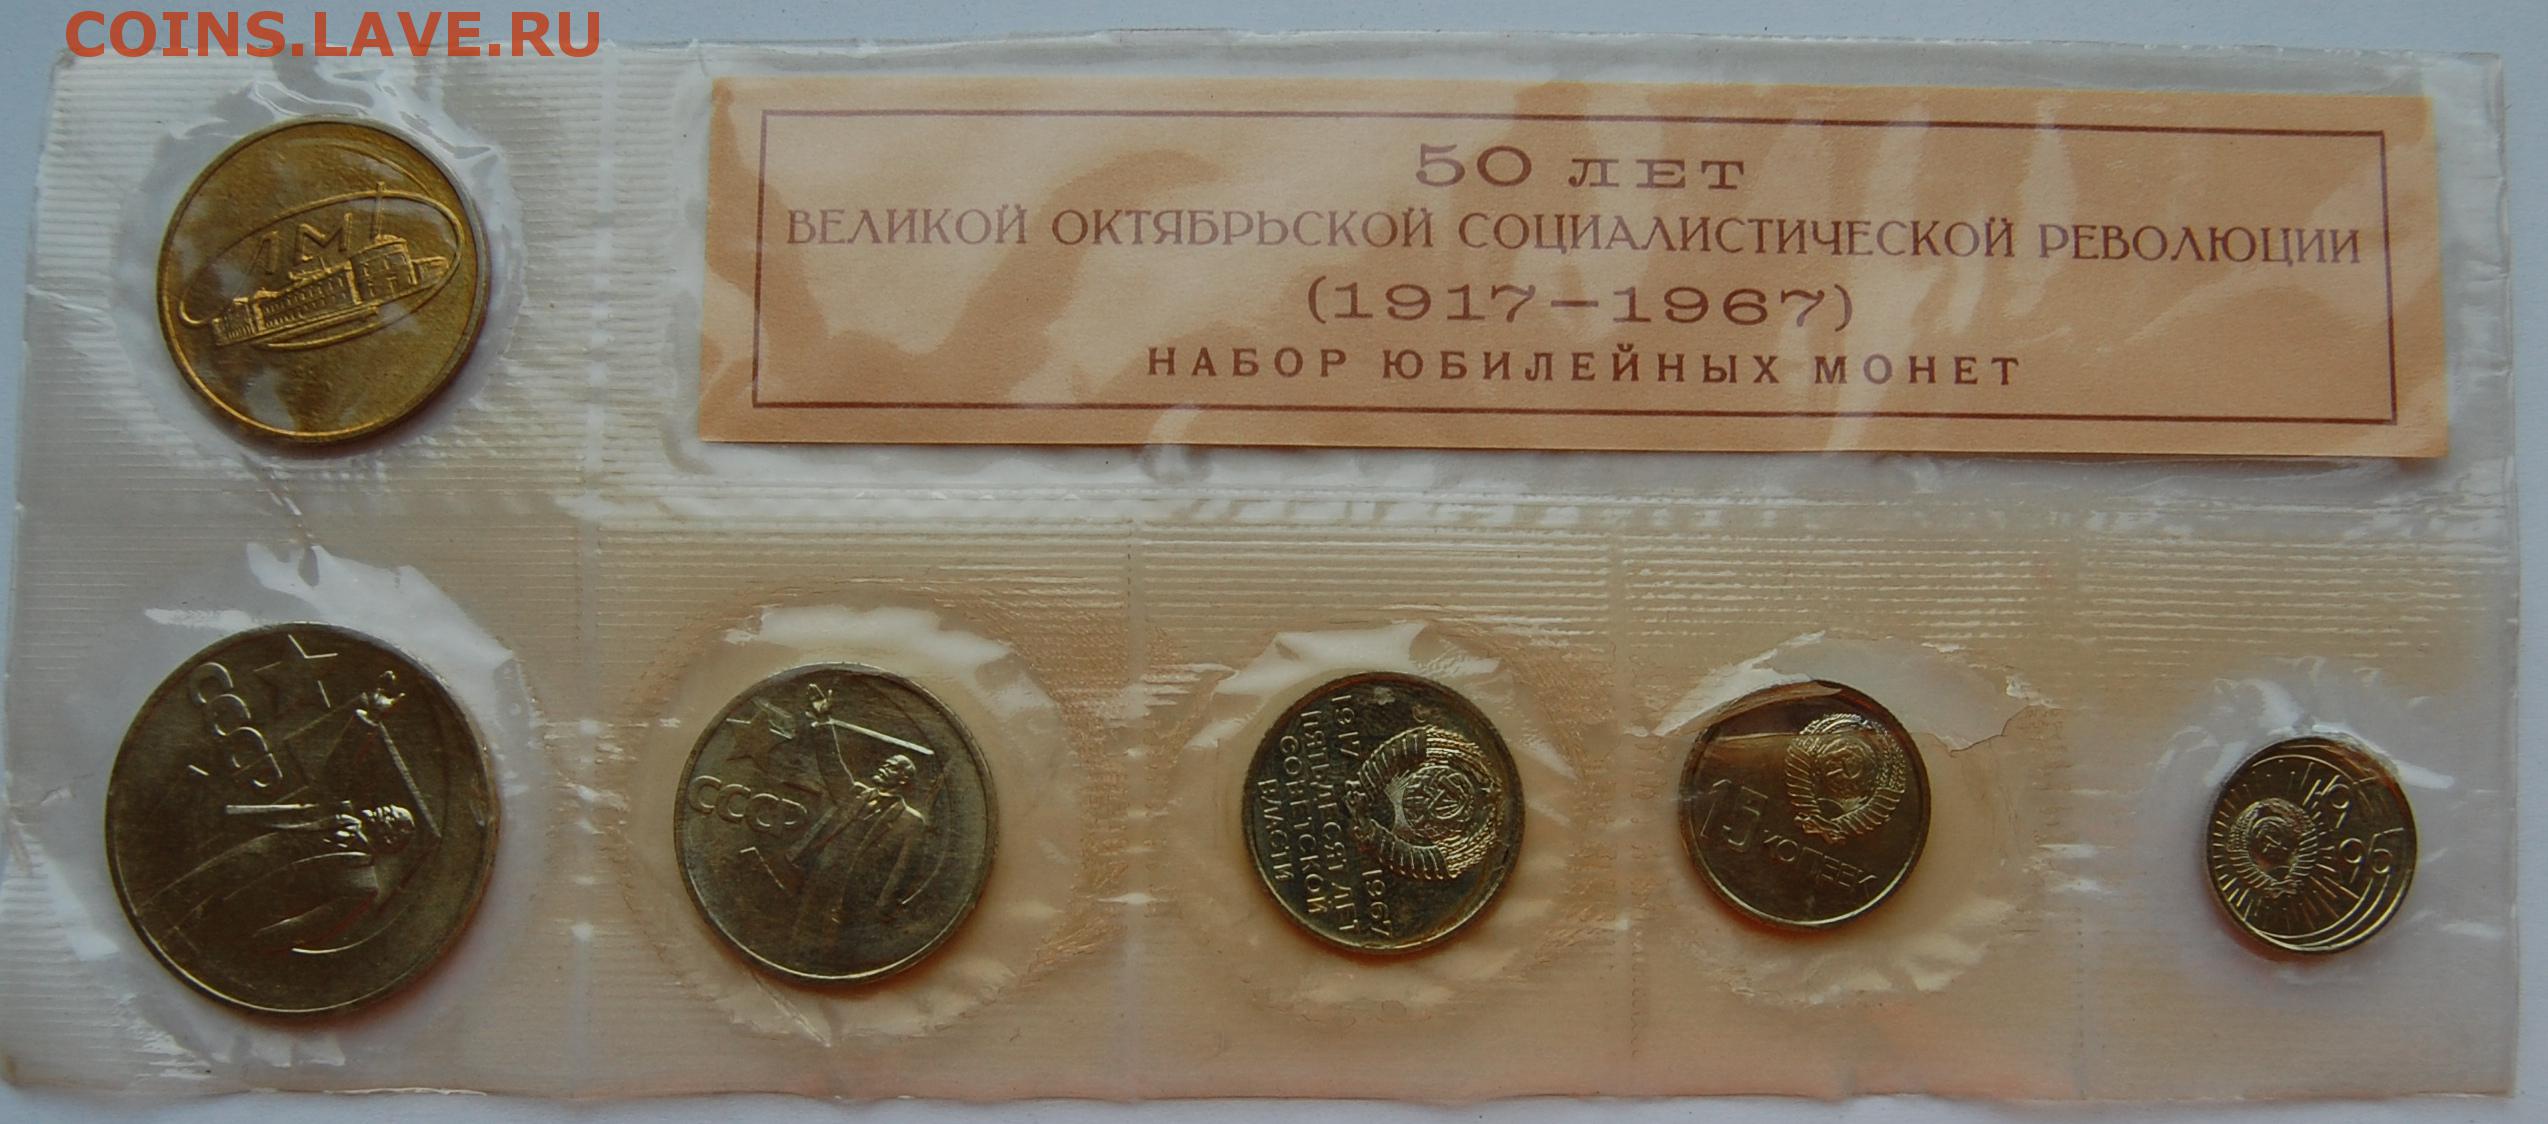 COINS.LAVE.RU
50 ЛЕТ
ВЕЛИКОЙ ОКТЯБРЬСКОЙ СОЦИАЛИСТИЧЕСКОЙ РЕВОЛЮЦИИ
(1917–1967)
НАБОР ЮБИЛЕЙНЫХ МОНЕТ
ЛМ
СССР
СССР
1917 1967
ПЯТЬДЕСЯТ ЛЕТ
СОВЕТСКОЙ
ВЛАСТИ
15
КОПЕЕК